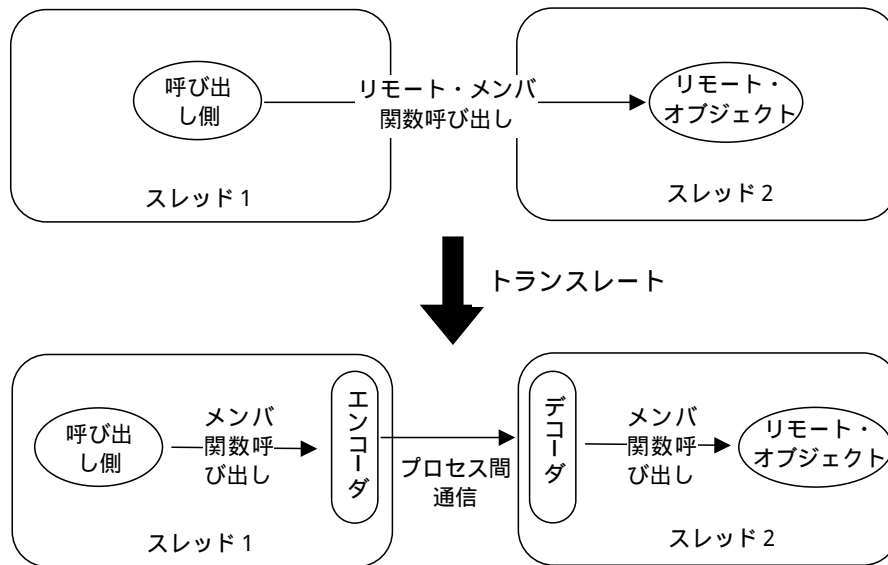 呼び出
し側
リモート・メンバ
関数呼び出し
リモート・
オブジェクト
スレッド1
スレッド2
トランスレート
呼び出
し側
メンバ
関数呼
び出し
エンコーダ
プロセス間
通信
デコーダ
メンバ
関数呼
び出し
リモート・
オブジェクト
スレッド1
スレッド2